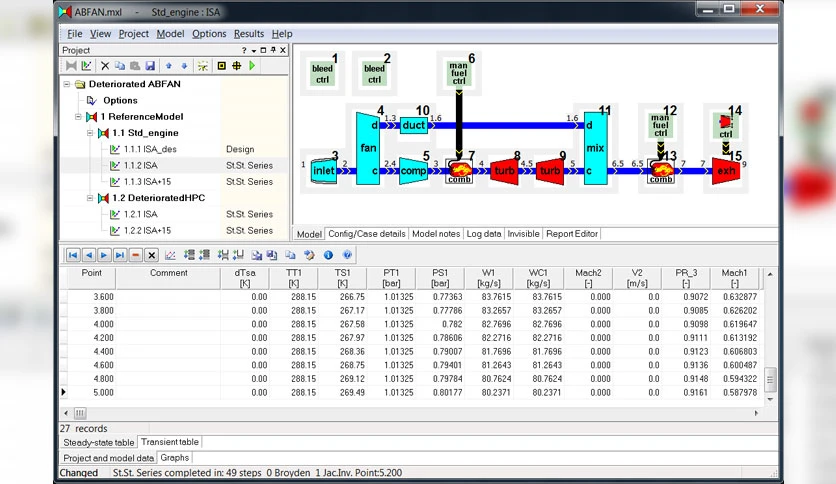 ABFAN.mxl - Std_engine : ISA
File View Project Model Options Results Help
Project
Deteriorated ABFAN
Options
1 ReferenceModel
1.1 Std_engine
1.1.1 ISA_des Design
1.1.2 ISA St.St. Series
1.1.3 ISA+15 St.St. Series
1.2 DeterioratedHPC
1.2.1 ISA St.St. Series
1.2.2 ISA+15 St.St. Series
1 2 6
bleed ctrl bleed ctrl man fuel ctrl
4 10 11 12 14
d 1.3 duct 1.6 1.6 d man fuel ctrl ctrl
fan mix
3 5 7 8 9 13 15
1 inlet 2 c 2.4 comp 3 comb 4 turb 4.5 turb 5 c 6.5 6.5 comb 7 7 exh 9
Model Config/Case details Model notes Log data Invisible Report Editor
Point Comment dTsa TT1 TS1 PT1 PS1 W1 WC1 Mach2 V2 PR_3 Mach1
[K] [K] [K] [bar] [bar] [kg/s] [kg/s] [-] [m/s] [-] [-]
3.600 0.00 288.15 266.75 1.01325 0.77363 83.7615 83.7615 0.000 0.0 0.9072 0.632877
3.800 0.00 288.15 267.17 1.01325 0.77786 83.2657 83.2657 0.000 0.0 0.9085 0.626202
4.000 0.00 288.15 267.58 1.01325 0.782 82.7696 82.7696 0.000 0.0 0.9098 0.619647
4.200 0.00 288.15 267.97 1.01325 0.78606 82.2716 82.2716 0.000 0.0 0.9111 0.613192
4.400 0.00 288.15 268.36 1.01325 0.79007 81.7696 81.7696 0.000 0.0 0.9123 0.606803
4.600 0.00 288.15 268.75 1.01325 0.79401 81.2643 81.2643 0.000 0.0 0.9136 0.600487
4.800 0.00 288.15 269.12 1.01325 0.79784 80.7624 80.7624 0.000 0.0 0.9148 0.594322
5.000 0.00 288.15 269.49 1.01325 0.80177 80.2371 80.2371 0.000 0.0 0.9161 0.587978
27 records
Steady-state table Transient table
Project and model data Graphs
Changed St.St. Series completed in: 49 steps 0 Broyden 1 Jac.Inv. Point:5.200